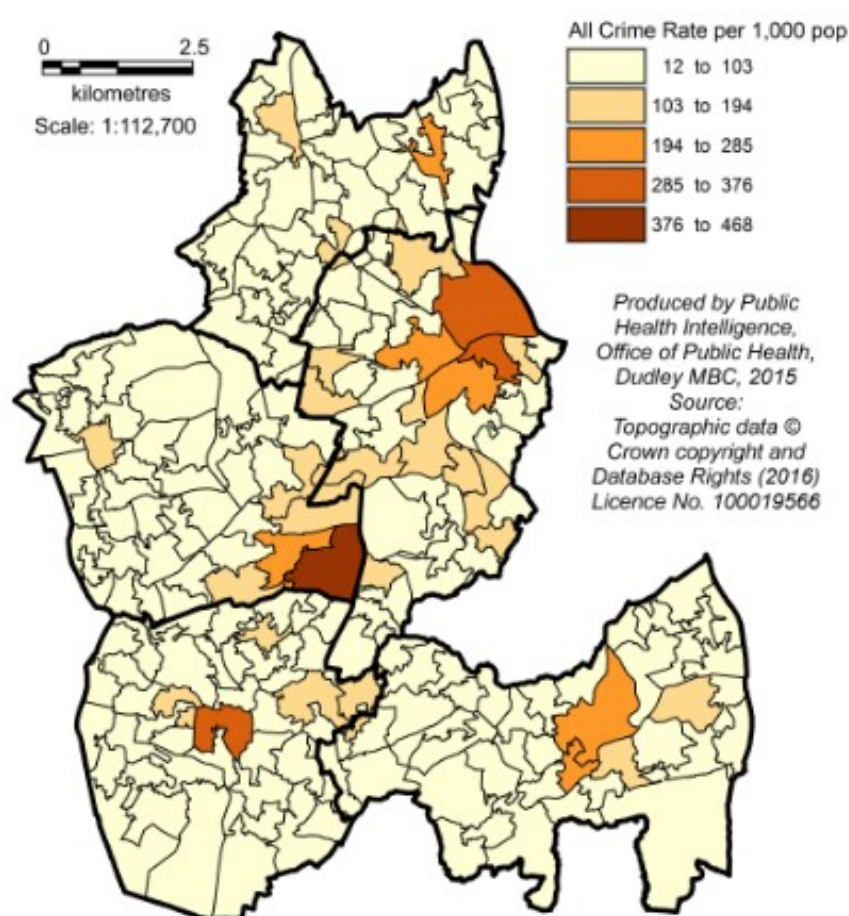 0 2.5
kilometres
Scale: 1:112,700
All Crime Rate per 1,000 pop
12 to 103
103 to 194
194 to 285
285 to 376
376 to 468
Produced by Public
Health Intelligence,
Office of Public Health,
Dudley MBC, 2015
Source:
Topographic data ©
Crown copyright and
Database Rights (2016)
Licence No. 100019566